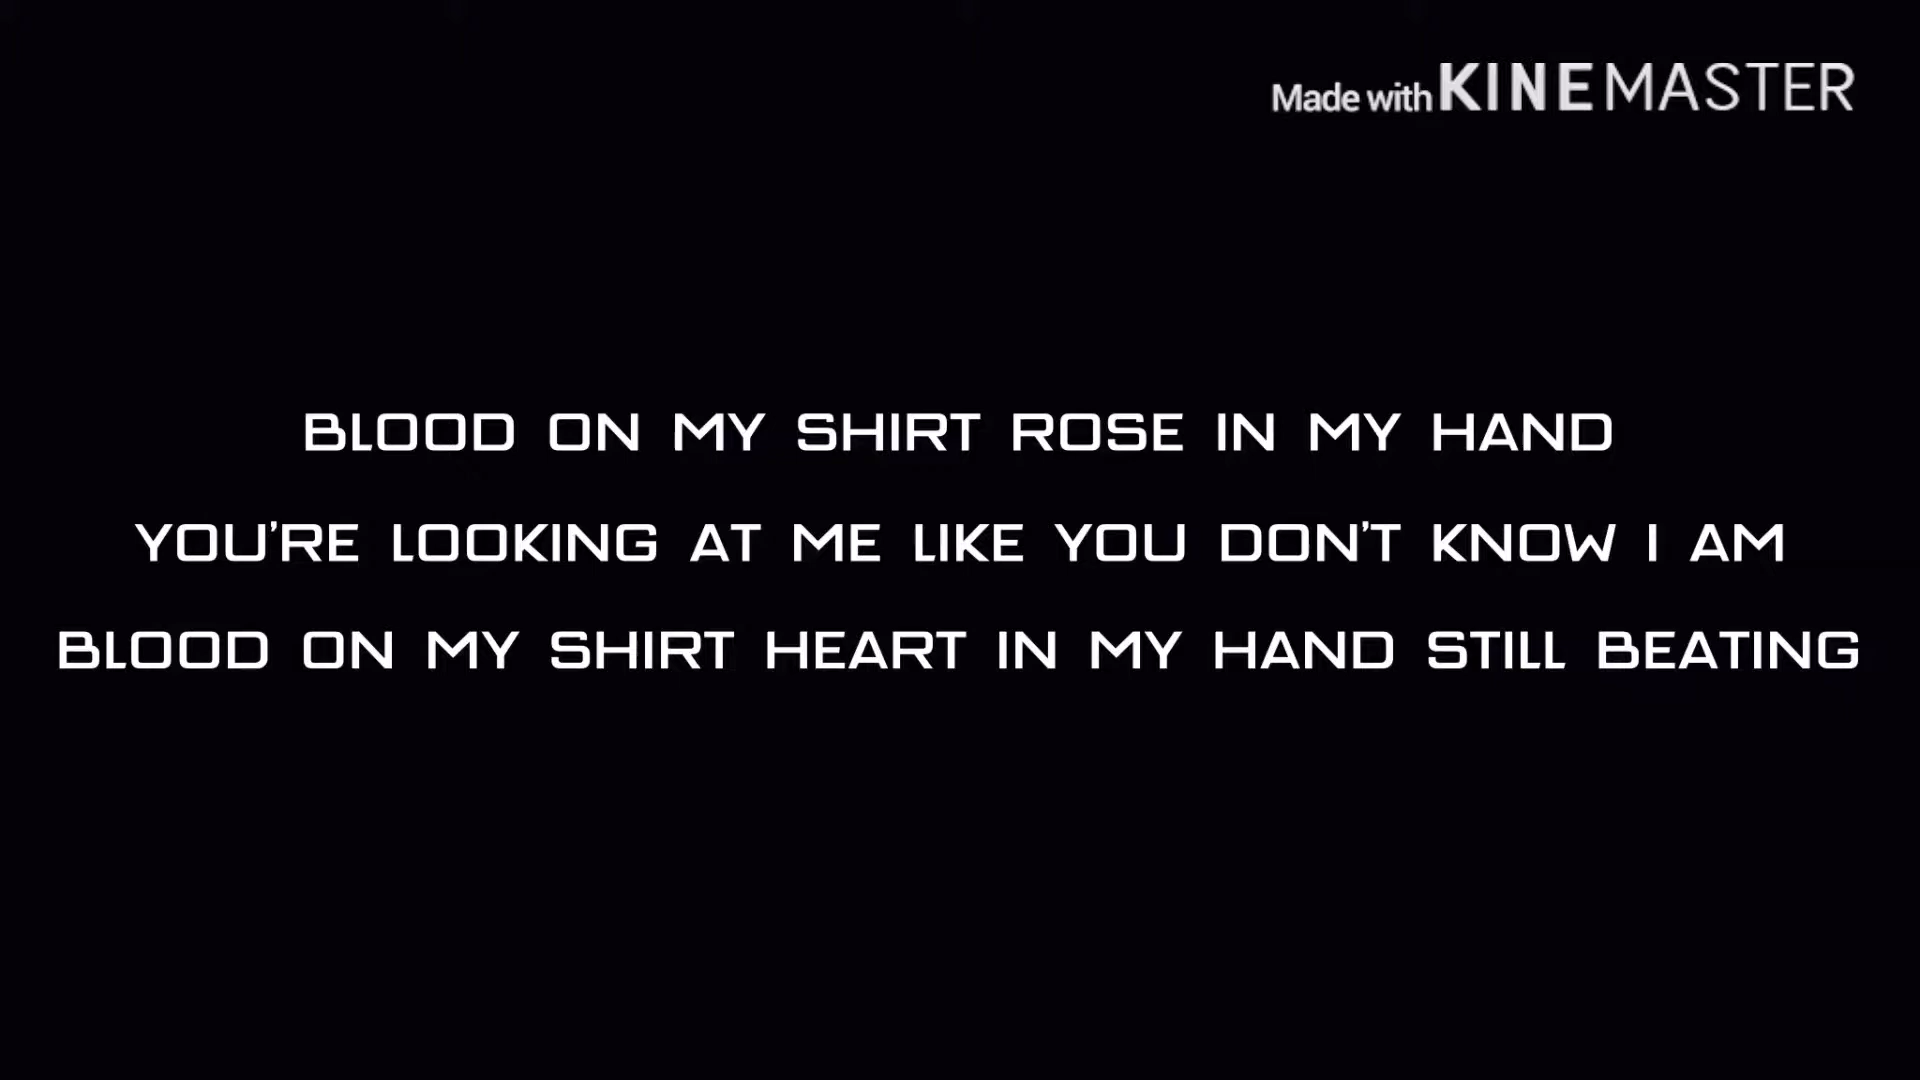 Made with KINEMASTER
BLOOD ON MY SHIRT ROSE IN MY HAND
YOU'RE LOOKING AT ME LIKE YOU DON'T KNOW I AM
BLOOD ON MY SHIRT HEART IN MY HAND STILL BEATING